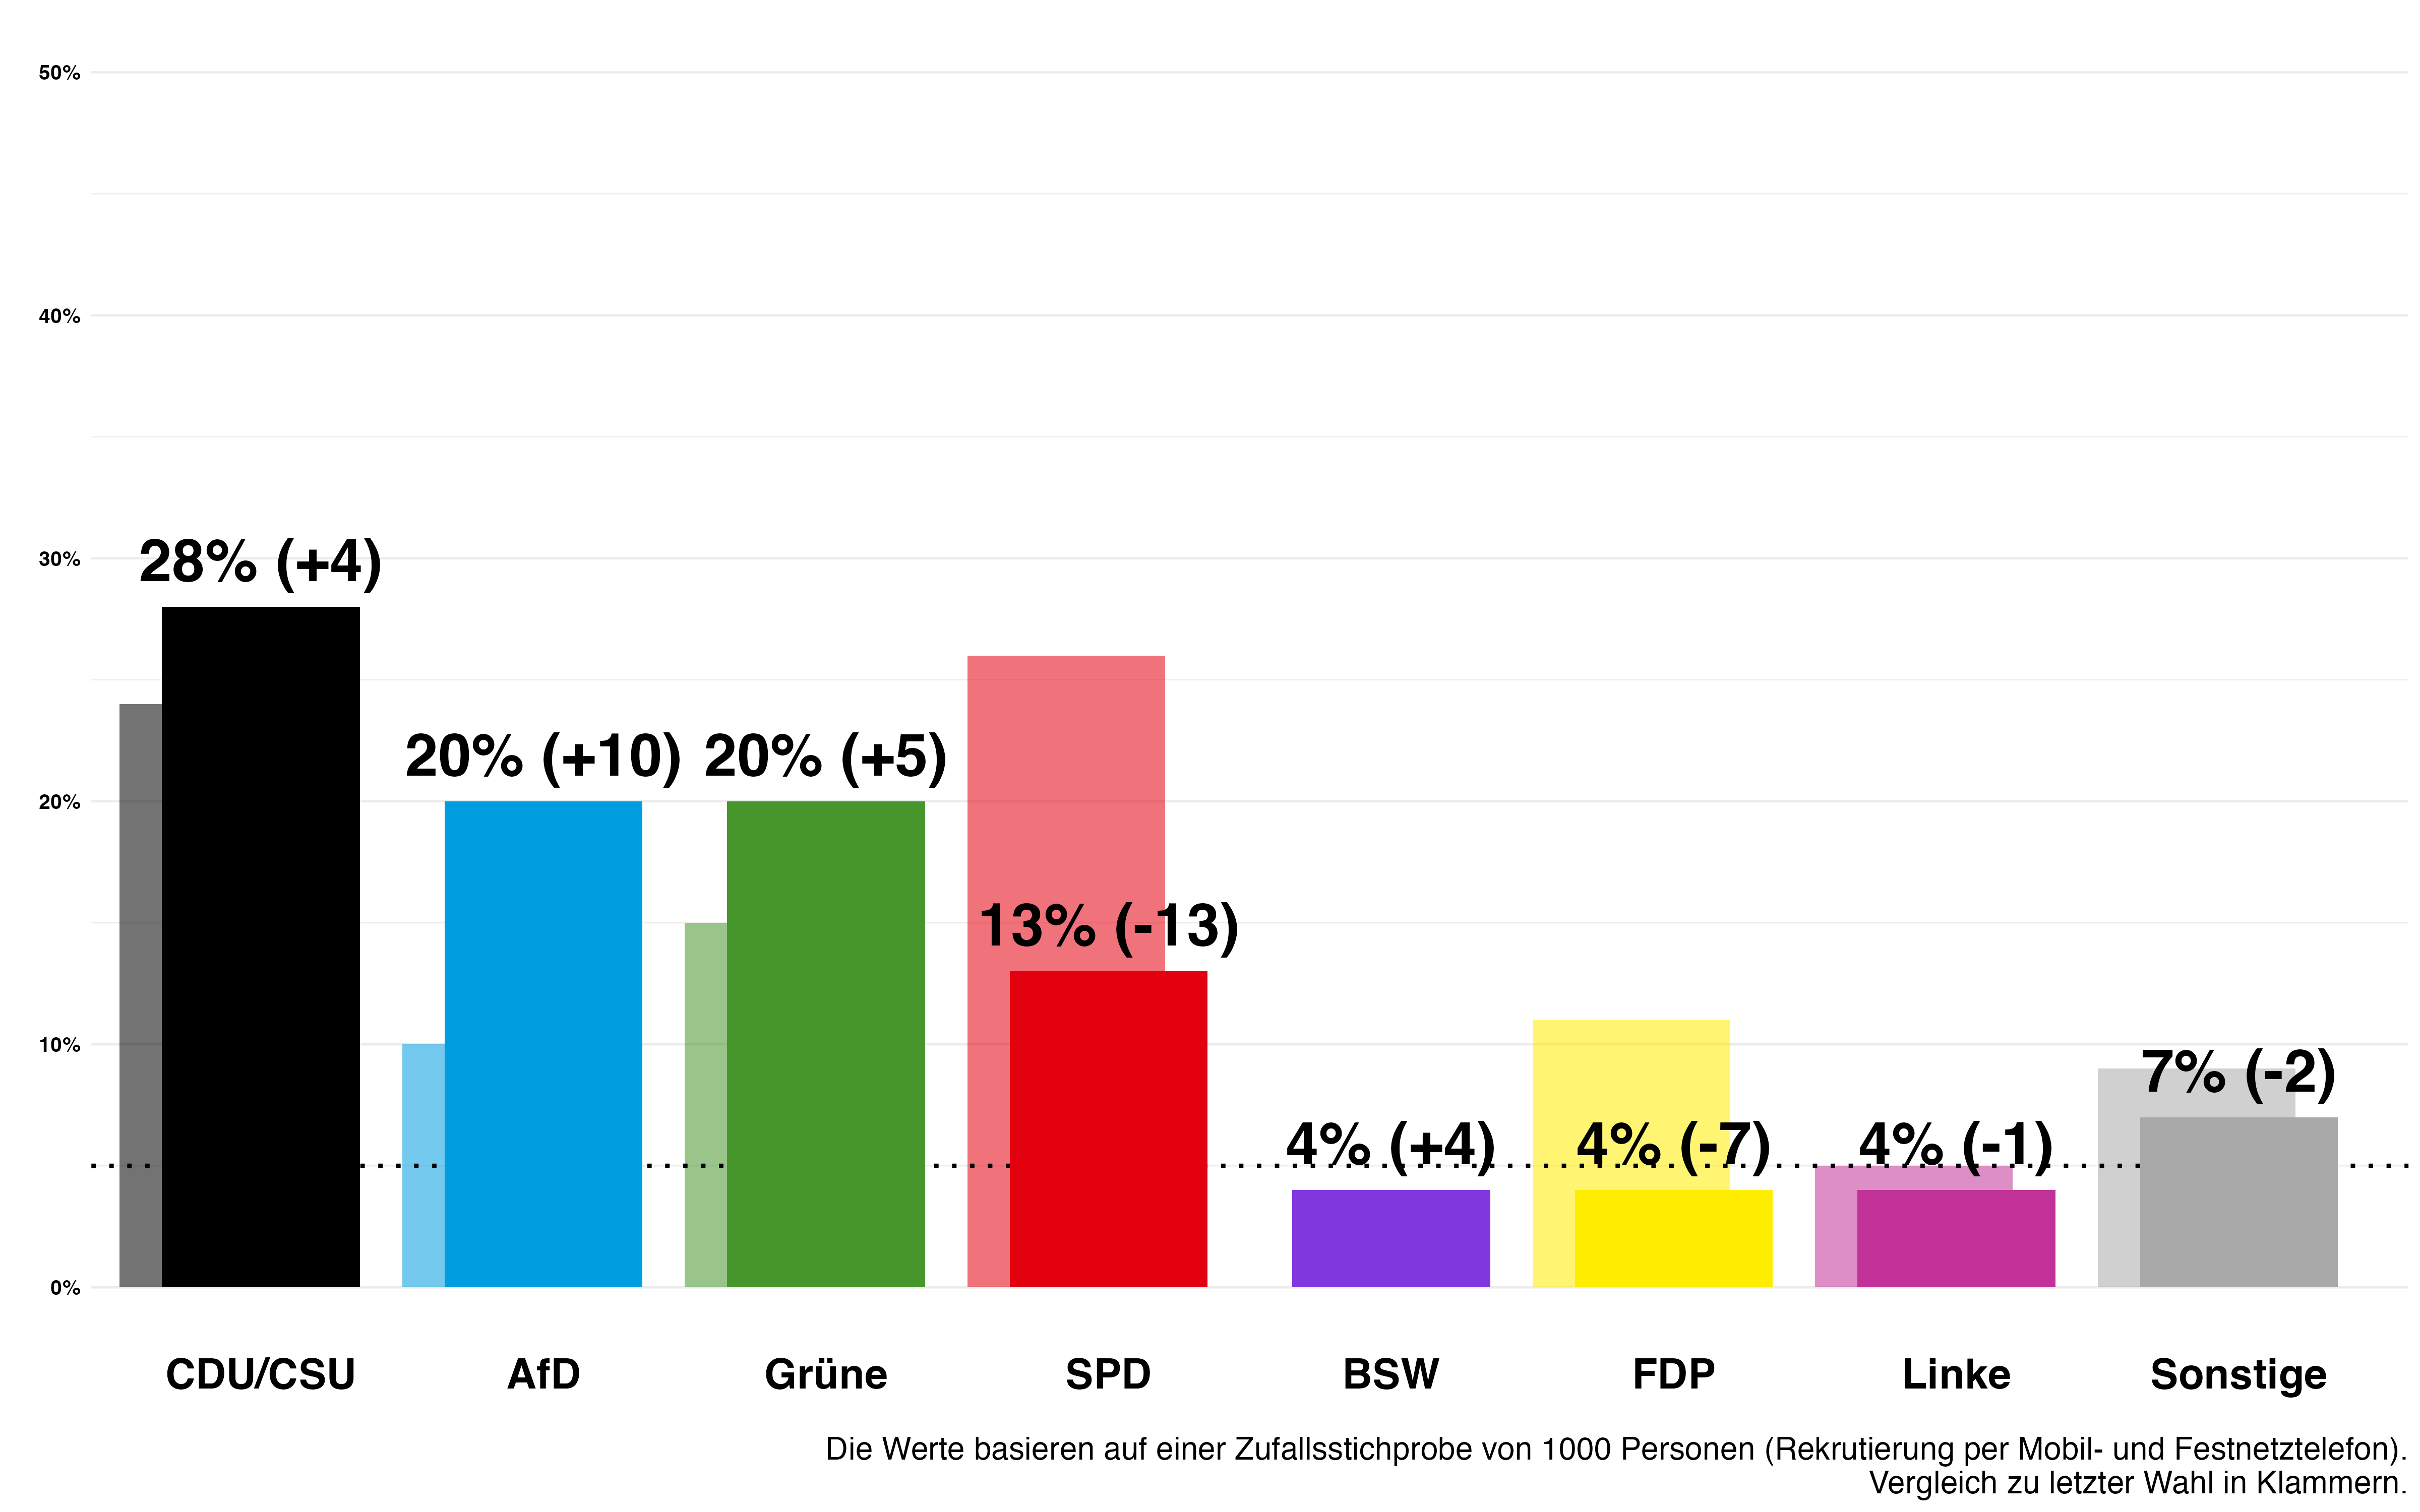 50%
40%
30%
28% (+4)
20% (+10) 20% (+5)
20%
13% (-13)
10%
7% (-2)
4% (+4) 4% (-7) 4% (-1)
0%
CDU/CSU AfD Grüne SPD BSW FDP Linke Sonstige
Die Werte basieren auf einer Zufallsstichprobe von 1000 Personen (Rekrutierung per Mobil- und Festnetztelefon).
Vergleich zu letzter Wahl in Klammern.